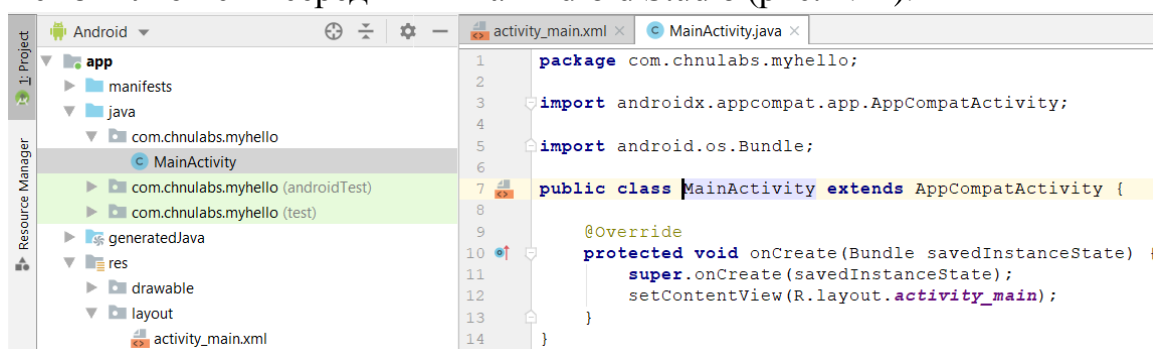 Android
activity_main.xml
MainActivity.java
1: Project
Resource Manager
app
manifests
java
com.chnulabs.myhello
MainActivity
com.chnulabs.myhello (androidTest)
com.chnulabs.myhello (test)
generatedJava
res
drawable
layout
activity_main.xml
1 package com.chnulabs.myhello;
2
3 import androidx.appcompat.app.AppCompatActivity;
4
5 import android.os.Bundle;
6
7 public class MainActivity extends AppCompatActivity {
8
9 @Override
10 protected void onCreate(Bundle savedInstanceState) {
11 super.onCreate(savedInstanceState);
12 setContentView(R.layout.activity_main);
13 }
14 }